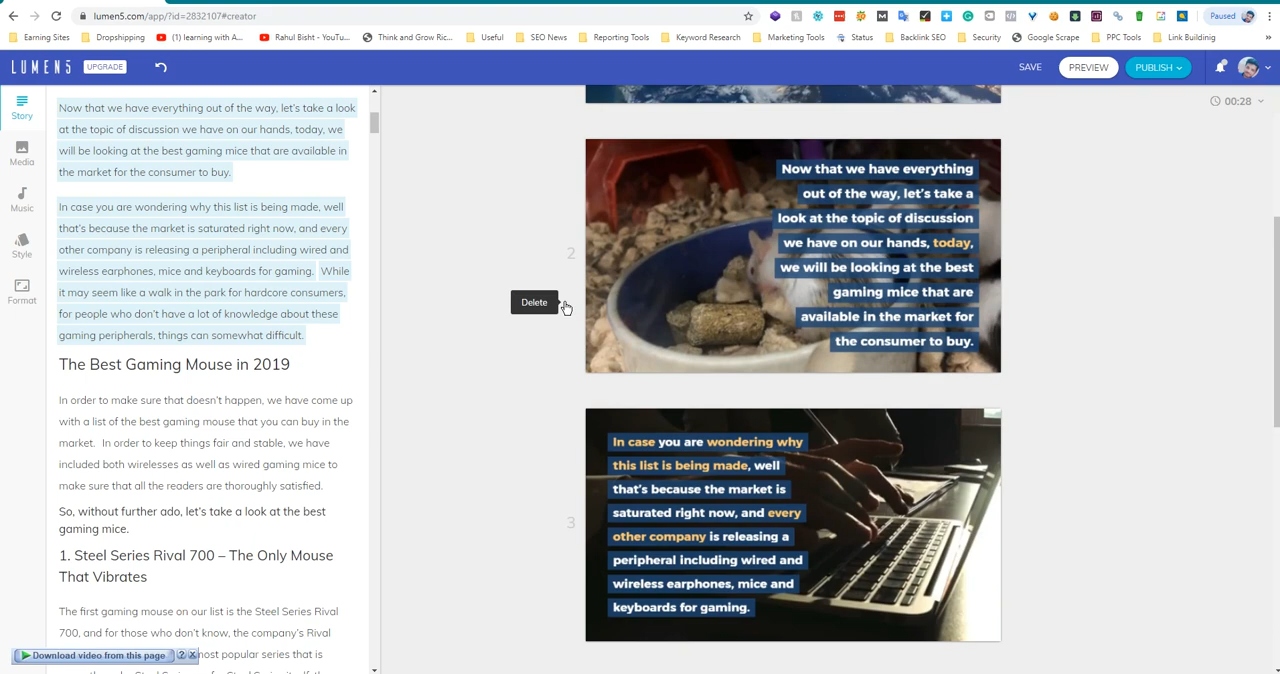 lumen5.com/app/?id=2832107#creator
Paused
Earning Sites
Dropshipping
(1) learning with A...
Rahul Bisht - YouTu...
Think and Grow Ric...
Useful
SEO News
Reporting Tools
Keyword Research
Marketing Tools
Status
Backlink SEO
Security
Google Scrape
PPC Tools
Link Buildinig
LUMEN5
UPGRADE
SAVE
PREVIEW
PUBLISH
Story
Media
Music
Style
Format
Now that we have everything out of the way, let's take a look
at the topic of discussion we have on our hands, today, we
will be looking at the best gaming mice that are available in
the market for the consumer to buy.
In case you are wondering why this list is being made, well
that's because the market is saturated right now, and every
other company is releasing a peripheral including wired and
wireless earphones, mice and keyboards for gaming. While
it may seem like a walk in the park for hardcore consumers,
for people who don't have a lot of knowledge about these
gaming peripherals, things can somewhat difficult.
The Best Gaming Mouse in 2019
In order to make sure that doesn't happen, we have come up
with a list of the best gaming mouse that you can buy in the
market. In order to keep things fair and stable, we have
included both wirelesses as well as wired gaming mice to
make sure that all the readers are thoroughly satisfied.
So, without further ado, let's take a look at the best
gaming mice.
1. Steel Series Rival 700 – The Only Mouse
That Vibrates
The first gaming mouse on our list is the Steel Series Rival
700, and for those who don't know, the company's Rival
most popular series that is
Download video from this page
?
00:28
2
Delete
Now that we have everything
out of the way, let's take a
look at the topic of discussion
we have on our hands, today,
we will be looking at the best
gaming mice that are
available in the market for
the consumer to buy.
3
In case you are wondering why
this list is being made, well
that's because the market is
saturated right now, and every
other company is releasing a
peripheral including wired and
wireless earphones, mice and
keyboards for gaming.